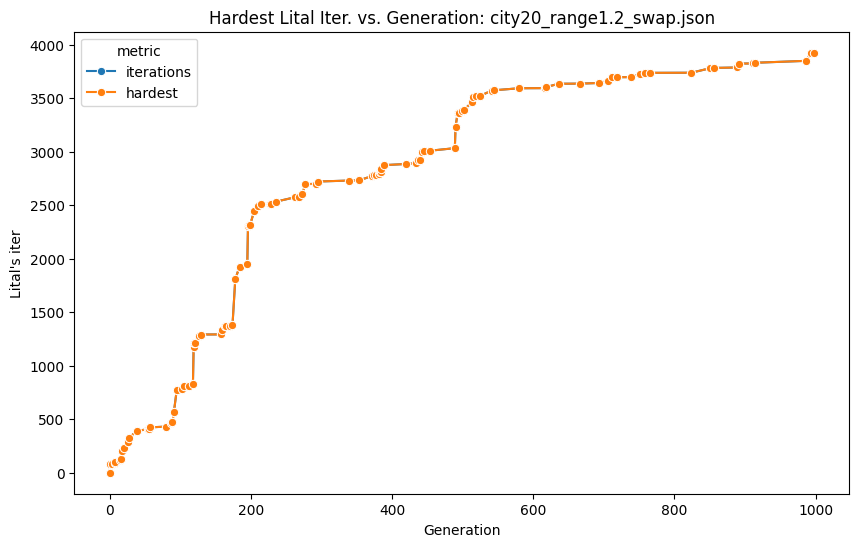 Hardest Lital Iter. vs. Generation: city20_range1.2_swap.json
metric
iterations
hardest
4000
3500
3000
2500
2000
1500
1000
500
0
Lital's iter
0 200 400 600 800 1000
Generation